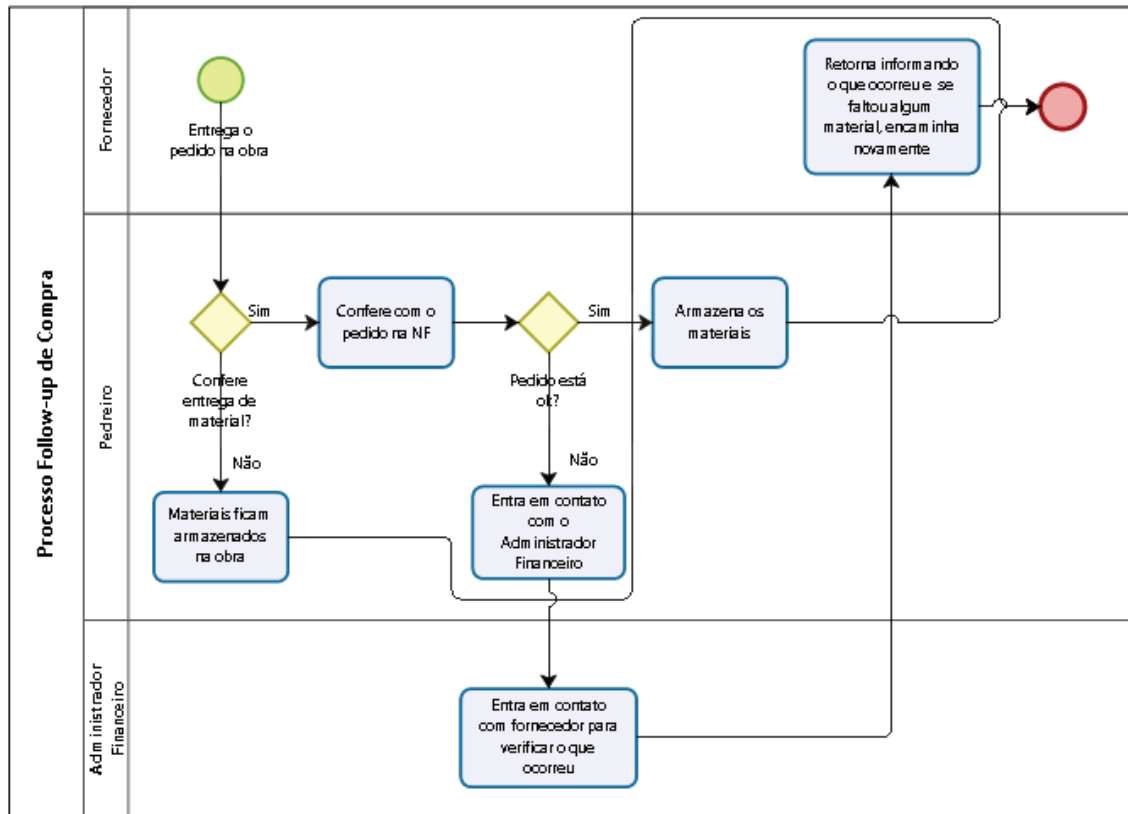 Processo Follow-up de Compra
Fornecedor
Entrega o
pedido na obra
Retorna informando
o que ocorreu e se
faltou algum
material, encaminha
novamente
Pedreiro
Confere
entrega de
material?
Sim
Confere com o
pedido na NF
Pedido está
ok?
Sim
Armazena os
materiais
Não
Materiais ficam
armazenados
na obra
Não
Entra em contato
com o
Administrador
Financeiro
Administrador
Financeiro
Entra em contato
com fornecedor para
verificar o que
ocorreu